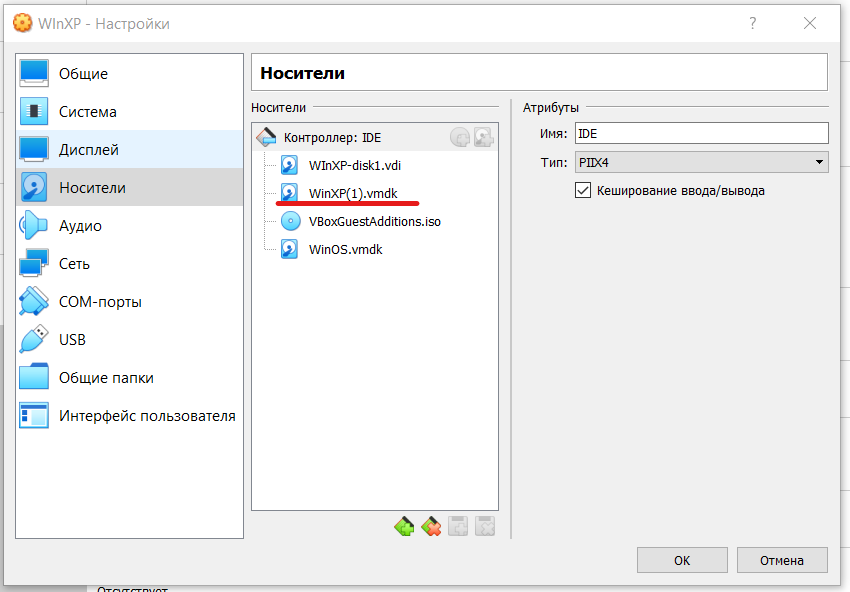 WInXP - Настройки
?
Общие
Система
Дисплей
Носители
Аудио
Сеть
COM-порты
USB
Общие папки
Интерфейс пользователя
Носители
Носители
Контроллер: IDE
WInXP-disk1.vdi
WinXP(1).vmdk
VBoxGuestAdditions.iso
WinOS.vmdk
Атрибуты
Имя: IDE
Тип: PIIX4
Кеширование ввода/вывода
OK
Отмена
Отсутствует